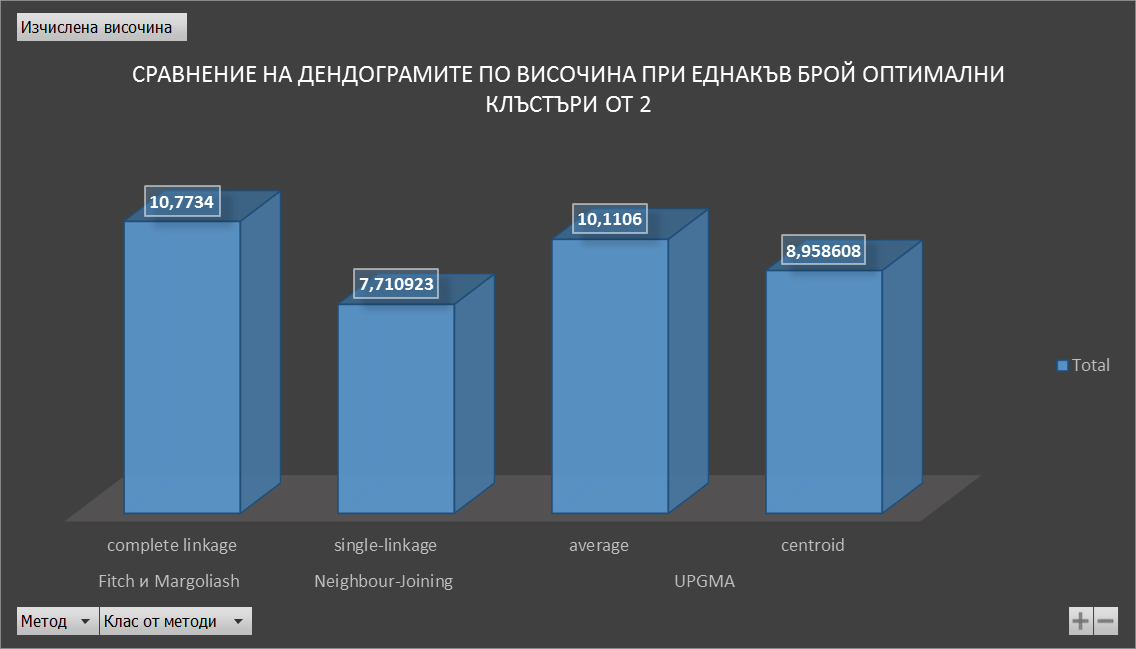 Изчислена височина
СРАВНЕНИЕ НА ДЕНДОГРАМИТЕ ПО ВИСОЧИНА ПРИ ЕДНАКЪВ БРОЙ ОПТИМАЛНИ
КЛЪСТЪРИ ОТ 2
10,7734
7,710923
10,1106
8,958608
Total
complete linkage
single-linkage
average
centroid
Fitch и Margoliash
Neighbour-Joining
UPGMA
Метод
Клас от методи